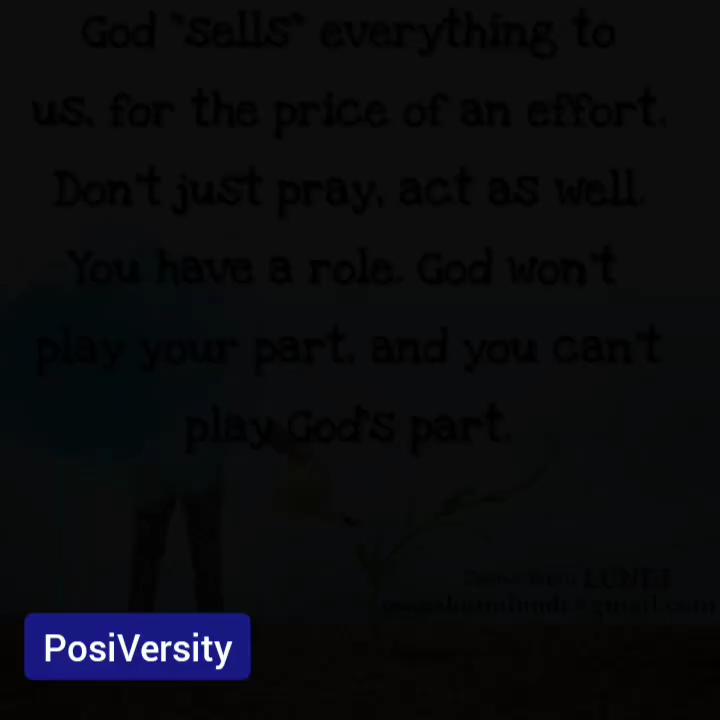 God "sells" everything to
us, for the price of an effort.
Don't just pray, act as well.
You have a role. God won't
play your part, and you can't
play God's part.
LUNDI
PosiVersity